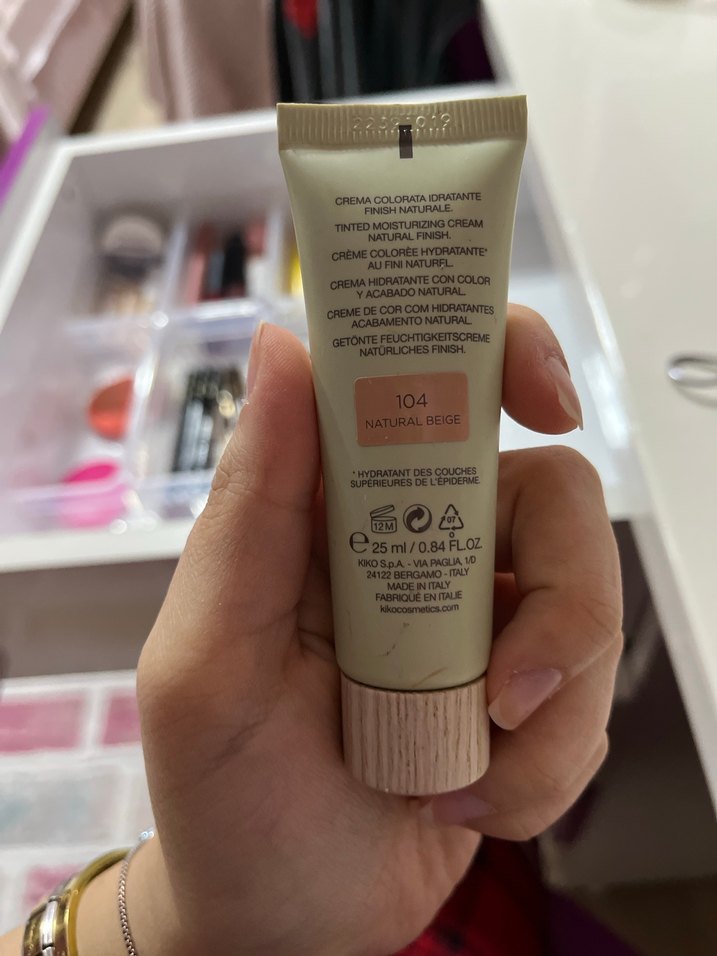 CREMA COLORATA IDRATANTE
FINISH NATURALE.
TINTED MOISTURIZING CREAM
NATURAL FINISH.
CRÈME COLORÉE HYDRATANTE*
AU FINI NATUREL.
CREMA HIDRATANTE CON COLOR
Y ACABADO NATURAL.
CREME DE COR COM HIDRATANTES
ACABAMENTO NATURAL.
GETÖNTE FEUCHTIGKEITSCREME
NATÜRLICHES FINISH.
104
NATURAL BEIGE
* HYDRATANT DES COUCHES
SUPÉRIEURES DE L'ÉPIDERME.
12M
07
O
e 25 ml / 0.84 FL.OZ.
KIKO S.p.A. - VIA PAGLIA, 1/D
24122 BERGAMO - ITALY
MADE IN ITALY
FABRIQUÉ EN ITALIE
kikocosmetics.com